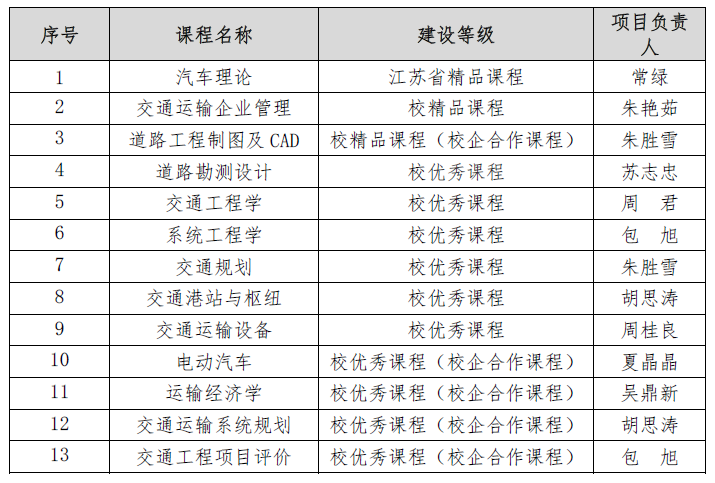 序号 课程名称 建设等级 项目负责
人
1 汽车理论 江苏省精品课程 常绿
2 交通运输企业管理 校精品课程 朱艳茹
3 道路工程制图及CAD 校精品课程（校企合作课程） 朱胜雪
4 道路勘测设计 校优秀课程 苏志忠
5 交通工程学 校优秀课程 周 君
6 系统工程学 校优秀课程 包 旭
7 交通规划 校优秀课程 朱胜雪
8 交通港站与枢纽 校优秀课程 胡思涛
9 交通运输设备 校优秀课程 周桂良
10 电动汽车 校优秀课程（校企合作课程） 夏晶晶
11 运输经济学 校优秀课程（校企合作课程） 吴鼎新
12 交通运输系统规划 校优秀课程（校企合作课程） 胡思涛
13 交通工程项目评价 校优秀课程（校企合作课程） 包 旭